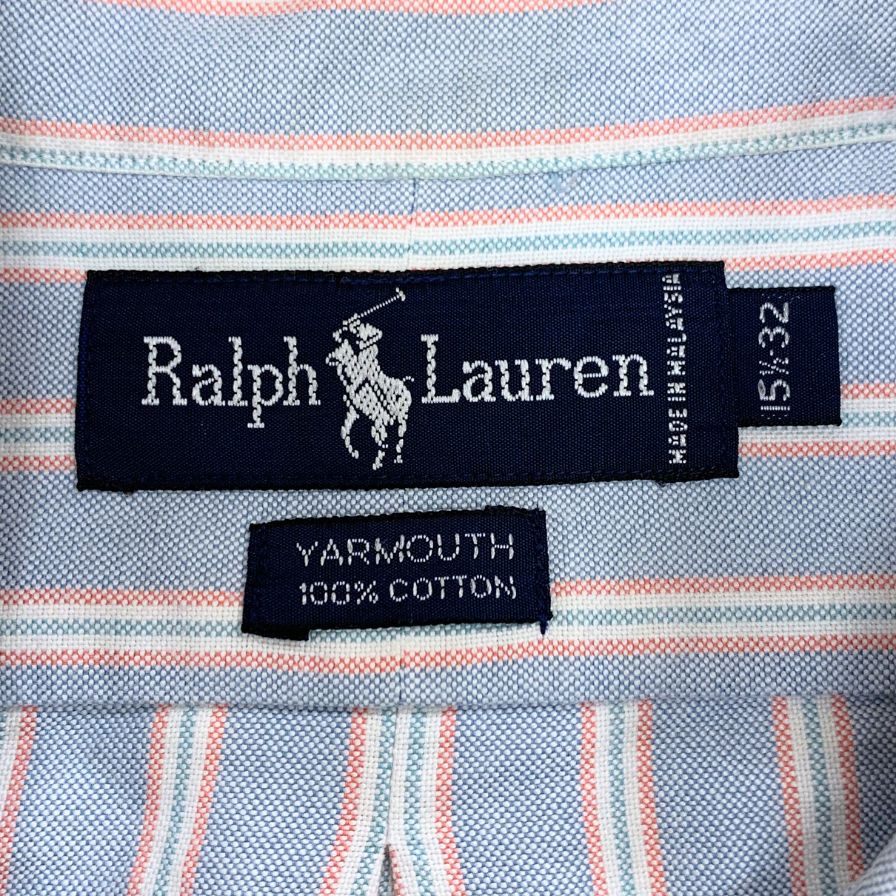 Ralph Lauren
MADE IN MALAYSIA
15½-32
YARMOUTH
100% COTTON